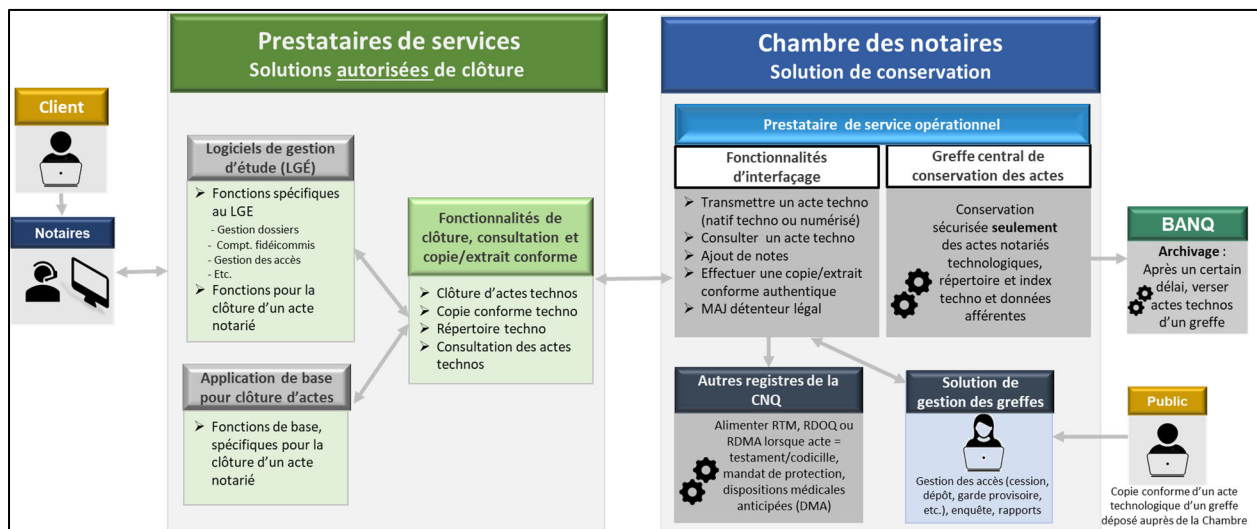 Client
Notaires
Prestataires de services
Solutions autorisées de clôture
Logiciels de gestion
d'étude (LGÉ)
➢ Fonctions spécifiques
au LGE
- Gestion dossiers
- Compt. fidéicommis
- Gestion des accès
- Etc.
➢ Fonctions pour la
clôture d'un acte
notarié
Application de base
pour clôture d'actes
➢ Fonctions de base,
spécifiques pour la
clôture d'un acte
notarié
Fonctionnalités de
clôture, consultation et
copie/extrait conforme
➢ Clôture d'actes technos
➢ Copie conforme techno
➢ Répertoire techno
➢ Consultation des actes
technos
Chambre des notaires
Solution de conservation
Prestataire de service opérationnel
Fonctionnalités
d'interfaçage
➢ Transmettre un acte techno
(natif techno ou numérisé)
➢ Consulter un acte techno
➢ Ajout de notes
➢ Effectuer une copie/extrait
conforme authentique
➢ MAJ détenteur légal
Greffe central de
conservation des actes
Conservation
sécurisée seulement
des actes notariés
technologiques,
répertoire et index
techno et données
afférentes
Autres registres de la
CNQ
Alimenter RTM, RDOQ ou
RDMA lorsque acte =
testament/codicille,
mandat de protection,
dispositions médicales
anticipées (DMA)
Solution de
gestion des greffes
Gestion des accès (cession,
dépôt, garde provisoire,
etc.), enquête, rapports
BANQ
Archivage :
Après un certain
délai, verser
actes technos
d'un greffe
Public
Copie conforme d'un acte
technologique d'un greffe
déposé auprès de la Chambre